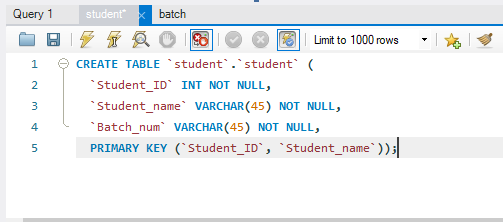 Query 1 student* × batch
Limit to 1000 rows
1 CREATE TABLE `student`.`student` (
2 `Student_ID` INT NOT NULL,
3 `Student_name` VARCHAR(45) NOT NULL,
4 `Batch_num` VARCHAR(45) NOT NULL,
5 PRIMARY KEY (`Student_ID`, `Student_name`));